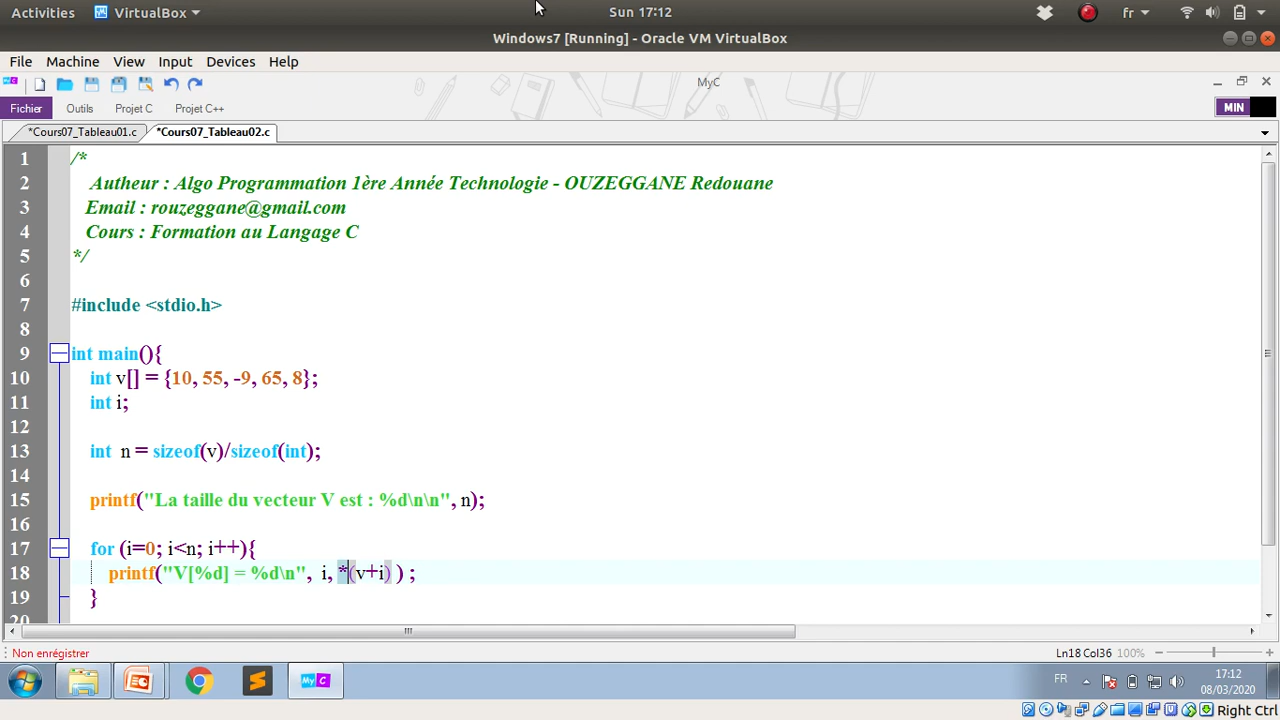 Activities VirtualBox Sun 17:12 fr
Windows7 [Running] - Oracle VM VirtualBox
File Machine View Input Devices Help
MyC
Fichier Outils Projet C Projet C++ MIN
*Cours07_Tableau01.c *Cours07_Tableau02.c
1 /*
2 Autheur : Algo Programmation 1ère Année Technologie - OUZEGGANE Redouane
3 Email : rouzeggane@gmail.com
4 Cours : Formation au Langage C
5 */
6
7 #include <stdio.h>
8
9 int main(){
10 int v[] = {10, 55, -9, 65, 8};
11 int i;
12
13 int n = sizeof(v)/sizeof(int);
14
15 printf("La taille du vecteur V est : %d\n\n", n);
16
17 for (i=0; i<n; i++){
18 printf("V[%d] = %d\n", i, *(v+i) ) ;
19 }
20
Non enregistrer Ln18 Col36 100%
MyC FR 17:12
08/03/2020
Right Ctrl